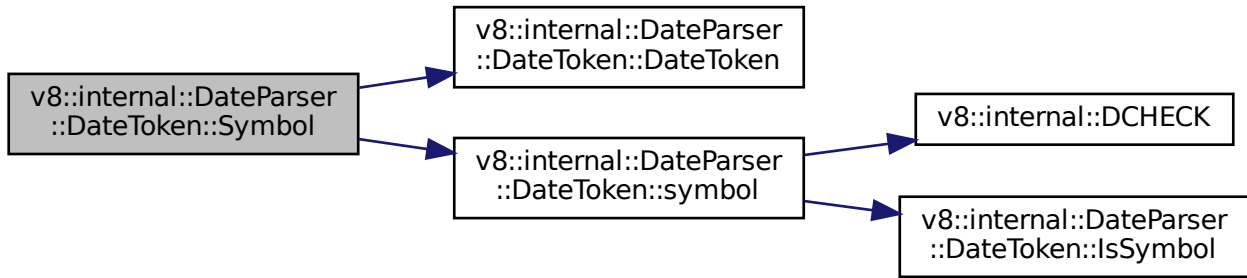 v8::internal::DateParser
::DateToken::Symbol
v8::internal::DateParser
::DateToken::DateToken
v8::internal::DateParser
::DateToken::symbol
v8::internal::DCHECK
v8::internal::DateParser
::DateToken::IsSymbol